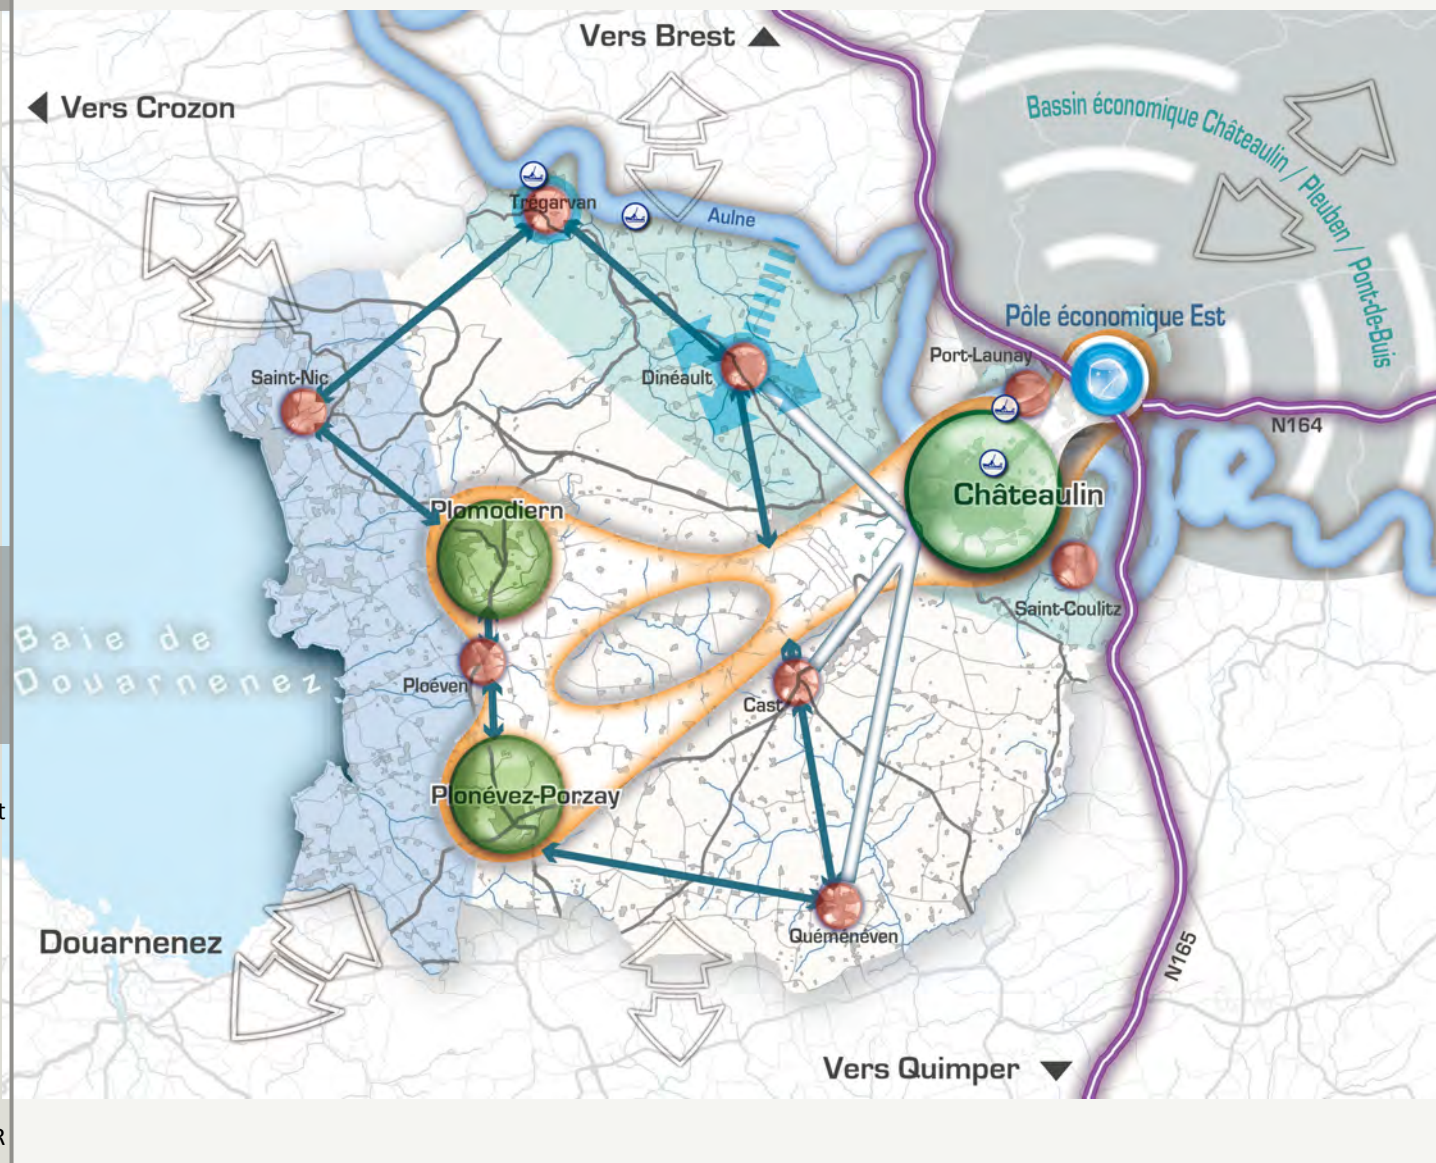 Vers Brest
Vers Crozon
Bassin économique Châteaulin / Pleuben / Pont-de-Buis
Trégarvan
Aulne
Pôle économique Est
Port-Launay
Saint-Nic
Dinéault
N164
Châteaulin
Plomodiern
Saint-Coulitz
Baie de
Douarnenez
Ploéven
Cast
Plonévez-Porzay
t
Quéménéven
Douarnenez
N165
Vers Quimper
R